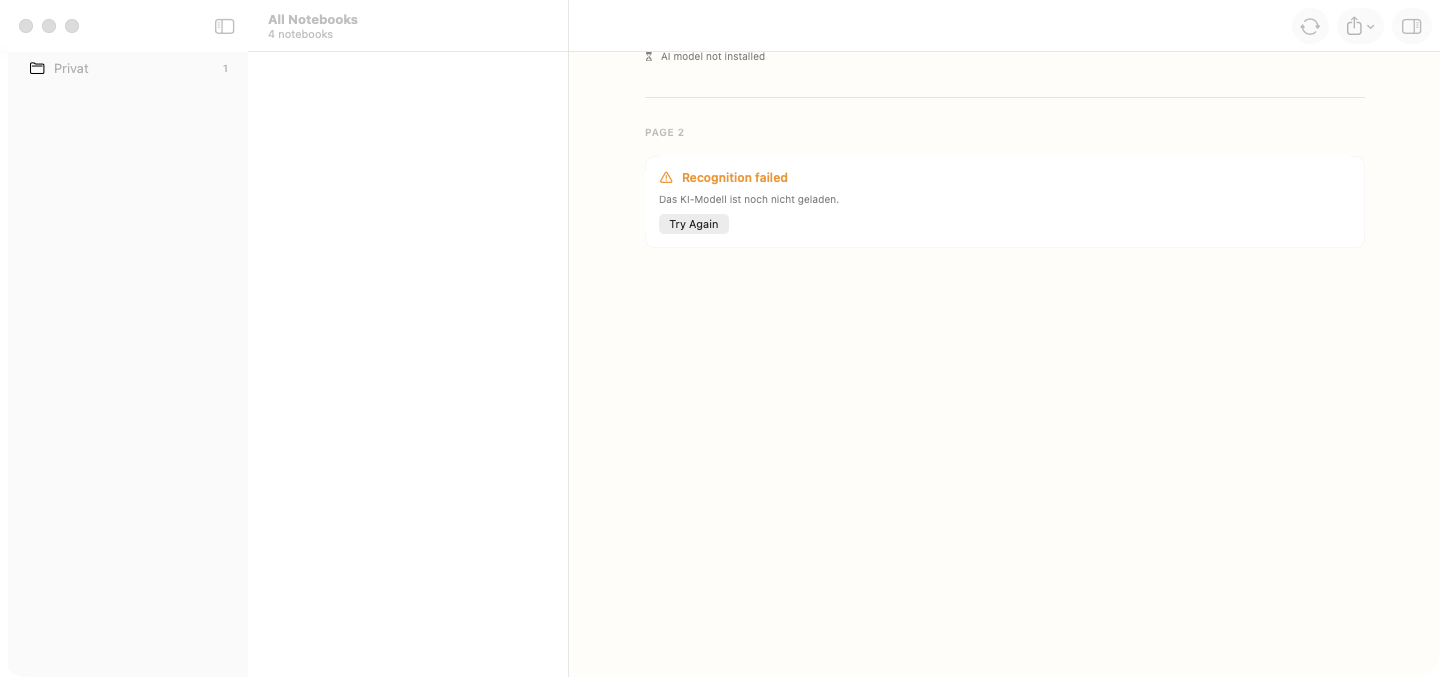 All Notebooks
4 notebooks
Privat 1
AI model not installed
PAGE 2
Recognition failed
Das KI-Modell ist noch nicht geladen.
Try Again